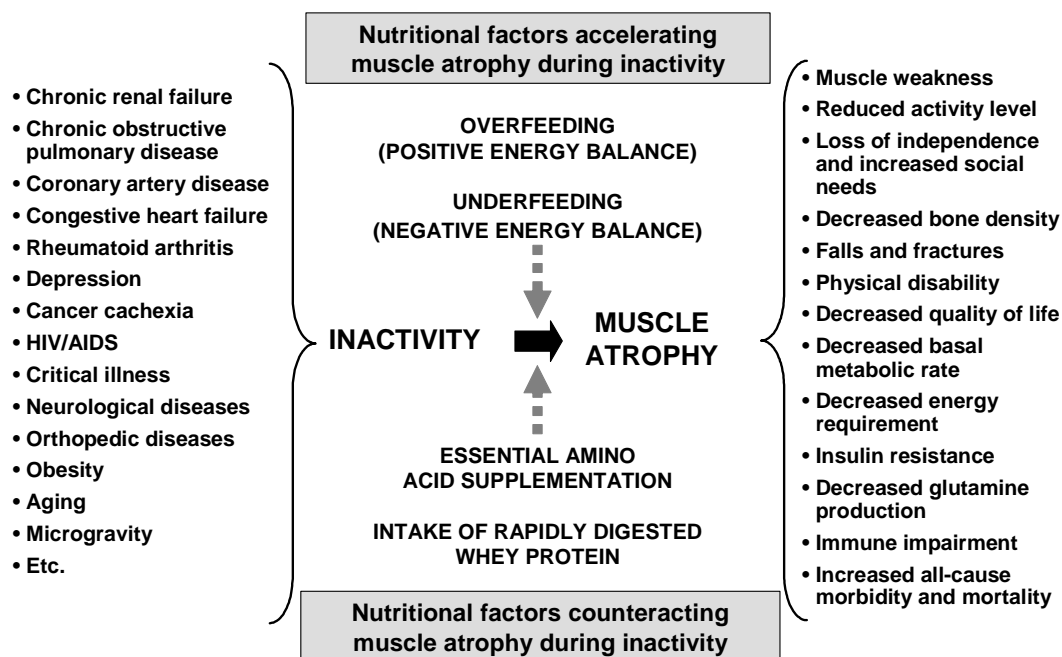 Nutritional factors accelerating
muscle atrophy during inactivity
• Chronic renal failure
• Chronic obstructive
pulmonary disease
• Coronary artery disease
• Congestive heart failure
• Rheumatoid arthritis
• Depression
• Cancer cachexia
• HIV/AIDS
• Critical illness
• Neurological diseases
• Orthopedic diseases
• Obesity
• Aging
• Microgravity
• Etc.
OVERFEEDING
(POSITIVE ENERGY BALANCE)
UNDERFEEDING
(NEGATIVE ENERGY BALANCE)
INACTIVITY
MUSCLE
ATROPHY
ESSENTIAL AMINO
ACID SUPPLEMENTATION
INTAKE OF RAPIDLY DIGESTED
WHEY PROTEIN
• Muscle weakness
• Reduced activity level
• Loss of independence
and increased social
needs
• Decreased bone density
• Falls and fractures
• Physical disability
• Decreased quality of life
• Decreased basal
metabolic rate
• Decreased energy
requirement
• Insulin resistance
• Decreased glutamine
production
• Immune impairment
• Increased all-cause
morbidity and mortality
Nutritional factors counteracting
muscle atrophy during inactivity